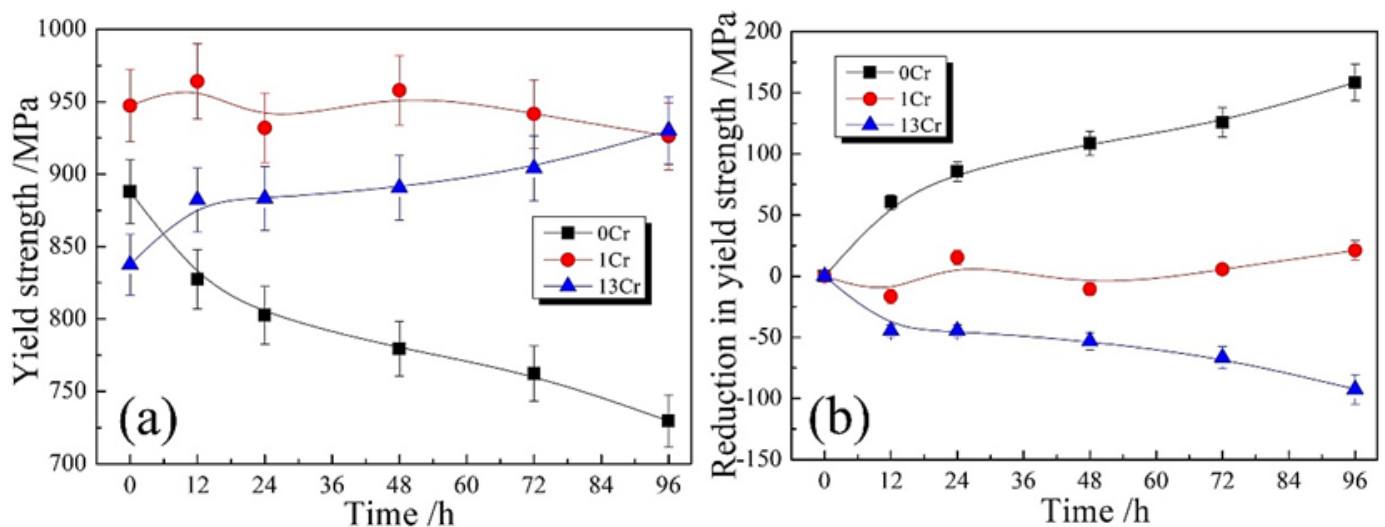 Yield strength /MPa
1000
950
900
850
800
750
700
0Cr
1Cr
13Cr
(a)
0 12 24 36 48 60 72 84 96
Time /h
Reduction in yield strength /MPa
200
150
100
50
0
-50
-100
-150
0Cr
1Cr
13Cr
(b)
0 12 24 36 48 60 72 84 96
Time /h